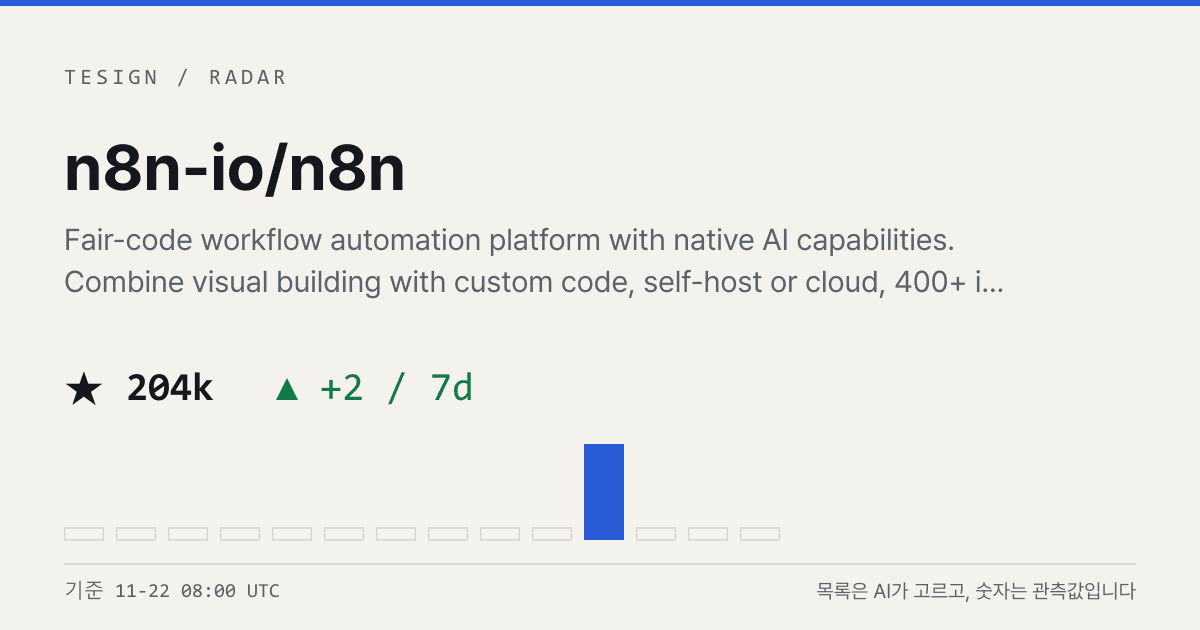 TESIGN / RADAR
n8n-io/n8n
Fair-code workflow automation platform with native AI capabilities.
Combine visual building with custom code, self-host or cloud, 400+ i...
★ 204k ▲ +2 / 7d
기준 11-22 08:00 UTC
목록은 AI가 고르고, 숫자는 관측값입니다